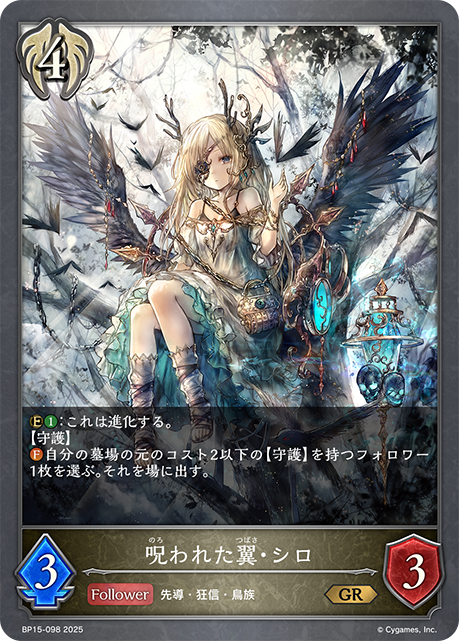 4
E 1:これは進化する。
【守護】
F 自分の墓場の元のコスト2以下の【守護】を持つフォロワー
1枚を選ぶ。それを場に出す。
のろ つばさ
呪われた翼・シロ
3
Follower 先導・狂信・鳥族 GR
3
BP15-098 2025
© Cygames, Inc.